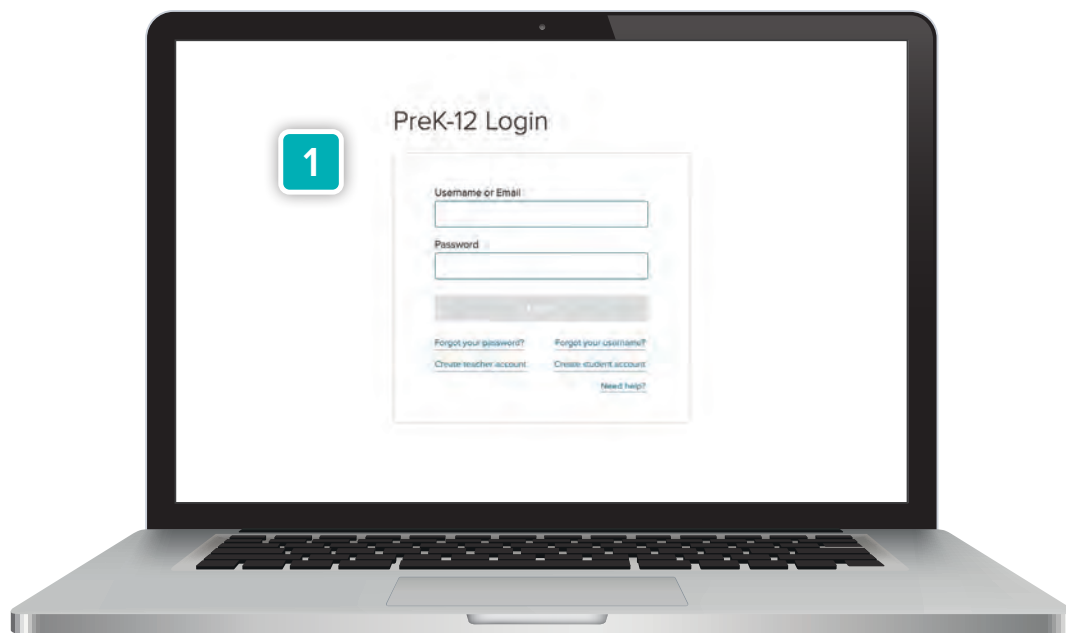 PreK-12 Login
1
Username or Email
Password
Forgot your password? Forgot your username?
Create teacher account Create student account
Need help?